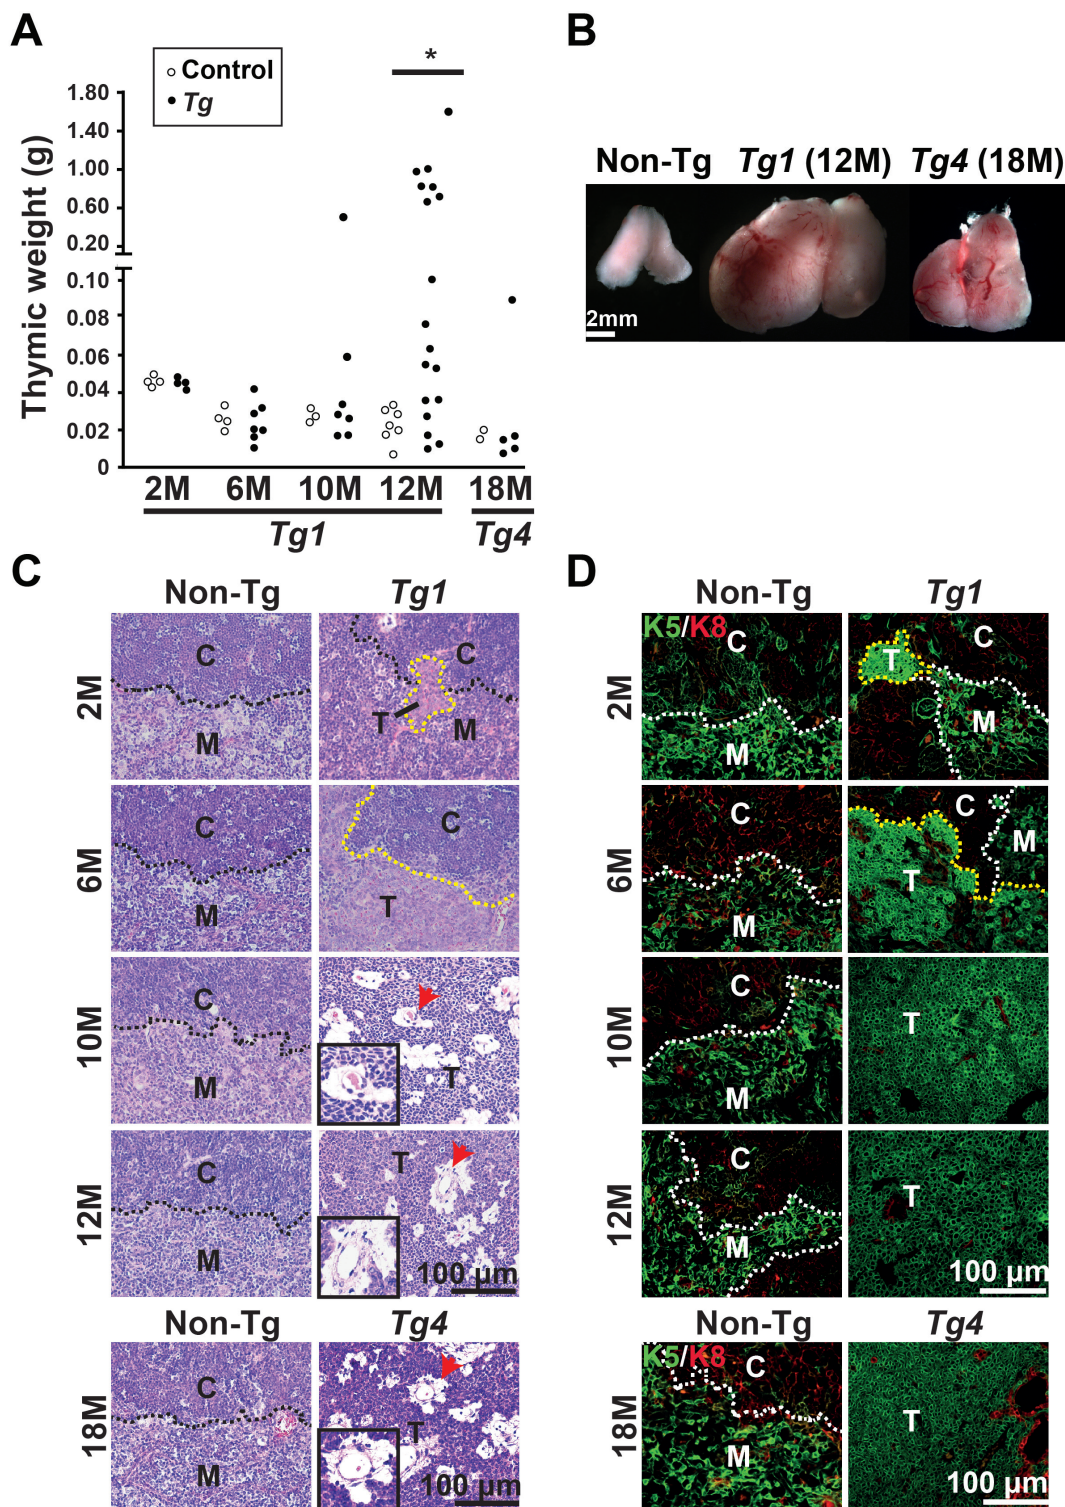 A
B
Control
Tg
*
Thymic weight (g)
1.80
1.40
1.00
0.60
0.20
0.10
0.08
0.06
0.04
0.02
0
2M 6M 10M 12M 18M
Tg1 Tg4
Non-Tg Tg1 (12M) Tg4 (18M)
2mm
C
Non-Tg Tg1
2M
C
M
C
T
M
6M
C
M
C
T
10M
C
M
T
12M
C
M
T
100 µm
Non-Tg Tg4
18M
C
M
T
100 µm
D
Non-Tg Tg1
2M
K5/K8
C
M
T
C
M
6M
C
M
C
M
T
10M
C
M
T
12M
C
M
T
100 µm
Non-Tg Tg4
18M
K5/K8
C
M
T
100 µm